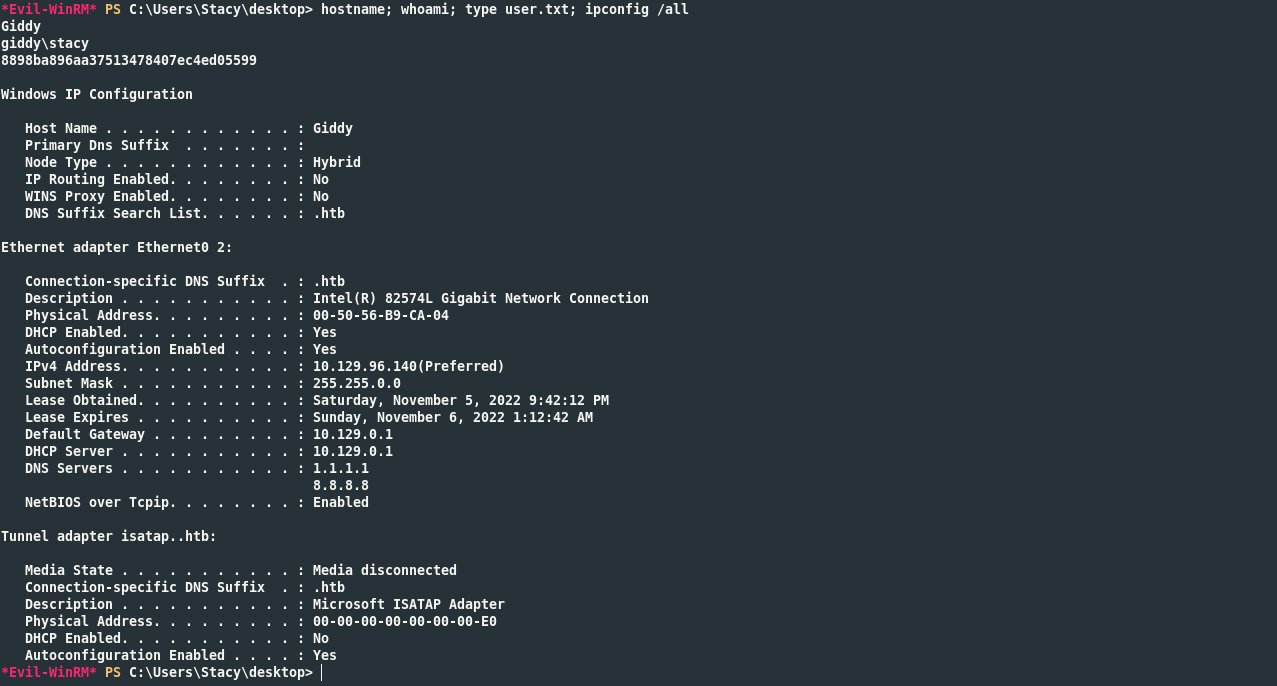 *Evil-WinRM* PS C:\Users\Stacy\desktop> hostname; whoami; type user.txt; ipconfig /all
Giddy
giddy\stacy
8898ba896aa37513478407ec4ed05599
Windows IP Configuration
Host Name . . . . . . . . . . . . : Giddy
Primary Dns Suffix  . . . . . . . :
Node Type . . . . . . . . . . . . : Hybrid
IP Routing Enabled. . . . . . . . : No
WINS Proxy Enabled. . . . . . . . : No
DNS Suffix Search List. . . . . . : .htb
Ethernet adapter Ethernet0 2:
Connection-specific DNS Suffix  . : .htb
Description . . . . . . . . . . . : Intel(R) 82574L Gigabit Network Connection
Physical Address. . . . . . . . . : 00-50-56-B9-CA-04
DHCP Enabled. . . . . . . . . . . : Yes
Autoconfiguration Enabled . . . . : Yes
IPv4 Address. . . . . . . . . . . : 10.129.96.140(Preferred)
Subnet Mask . . . . . . . . . . . : 255.255.0.0
Lease Obtained. . . . . . . . . . : Saturday, November 5, 2022 9:42:12 PM
Lease Expires . . . . . . . . . . : Sunday, November 6, 2022 1:12:42 AM
Default Gateway . . . . . . . . . : 10.129.0.1
DHCP Server . . . . . . . . . . . : 10.129.0.1
DNS Servers . . . . . . . . . . . : 1.1.1.1
8.8.8.8
NetBIOS over Tcpip. . . . . . . . : Enabled
Tunnel adapter isatap..htb:
Media State . . . . . . . . . . . : Media disconnected
Connection-specific DNS Suffix  . : .htb
Description . . . . . . . . . . . : Microsoft ISATAP Adapter
Physical Address. . . . . . . . . : 00-00-00-00-00-00-00-E0
DHCP Enabled. . . . . . . . . . . : No
Autoconfiguration Enabled . . . . : Yes
*Evil-WinRM* PS C:\Users\Stacy\desktop>